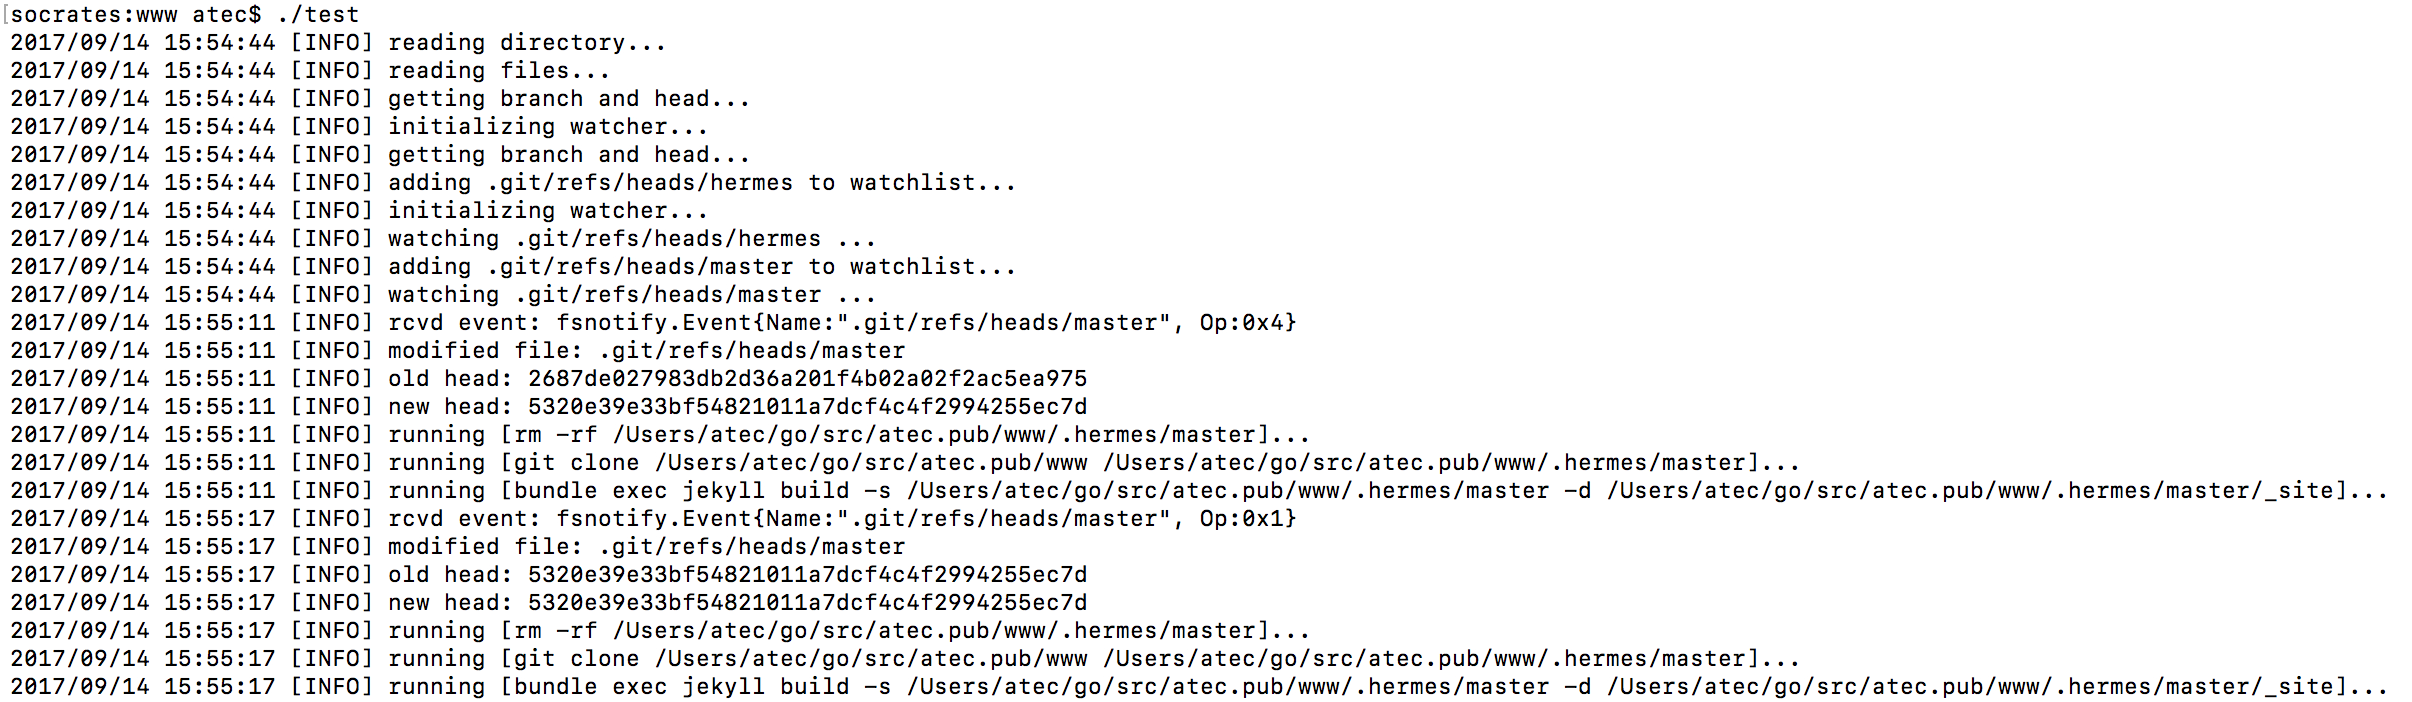 [socrates:www atec$ ./test
2017/09/14 15:54:44 [INFO] reading directory...
2017/09/14 15:54:44 [INFO] reading files...
2017/09/14 15:54:44 [INFO] getting branch and head...
2017/09/14 15:54:44 [INFO] initializing watcher...
2017/09/14 15:54:44 [INFO] getting branch and head...
2017/09/14 15:54:44 [INFO] adding .git/refs/heads/hermes to watchlist...
2017/09/14 15:54:44 [INFO] initializing watcher...
2017/09/14 15:54:44 [INFO] watching .git/refs/heads/hermes ...
2017/09/14 15:54:44 [INFO] adding .git/refs/heads/master to watchlist...
2017/09/14 15:54:44 [INFO] watching .git/refs/heads/master ...
2017/09/14 15:55:11 [INFO] rcvd event: fsnotify.Event{Name:".git/refs/heads/master", Op:0x4}
2017/09/14 15:55:11 [INFO] modified file: .git/refs/heads/master
2017/09/14 15:55:11 [INFO] old head: 2687de027983db2d36a201f4b02a02f2ac5ea975
2017/09/14 15:55:11 [INFO] new head: 5320e39e33bf54821011a7dcf4c4f2994255ec7d
2017/09/14 15:55:11 [INFO] running [rm -rf /Users/atec/go/src/atec.pub/www/.hermes/master]...
2017/09/14 15:55:11 [INFO] running [git clone /Users/atec/go/src/atec.pub/www /Users/atec/go/src/atec.pub/www/.hermes/master]...
2017/09/14 15:55:11 [INFO] running [bundle exec jekyll build -s /Users/atec/go/src/atec.pub/www/.hermes/master -d /Users/atec/go/src/atec.pub/www/.hermes/master/_site]...
2017/09/14 15:55:17 [INFO] rcvd event: fsnotify.Event{Name:".git/refs/heads/master", Op:0x1}
2017/09/14 15:55:17 [INFO] modified file: .git/refs/heads/master
2017/09/14 15:55:17 [INFO] old head: 5320e39e33bf54821011a7dcf4c4f2994255ec7d
2017/09/14 15:55:17 [INFO] new head: 5320e39e33bf54821011a7dcf4c4f2994255ec7d
2017/09/14 15:55:17 [INFO] running [rm -rf /Users/atec/go/src/atec.pub/www/.hermes/master]...
2017/09/14 15:55:17 [INFO] running [git clone /Users/atec/go/src/atec.pub/www /Users/atec/go/src/atec.pub/www/.hermes/master]...
2017/09/14 15:55:17 [INFO] running [bundle exec jekyll build -s /Users/atec/go/src/atec.pub/www/.hermes/master -d /Users/atec/go/src/atec.pub/www/.hermes/master/_site]...